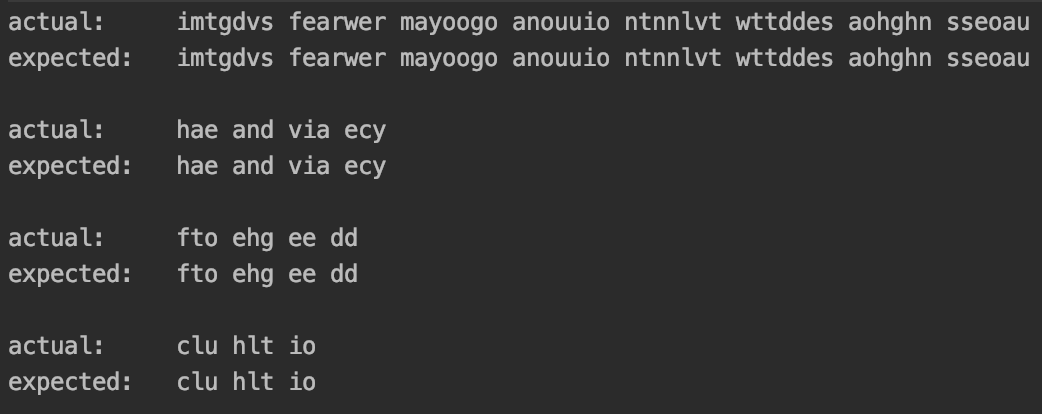 actual: imtgdvs fearwer mayoogo anouuio ntnnlvt wttddes aohghn sseoau
expected: imtgdvs fearwer mayoogo anouuio ntnnlvt wttddes aohghn sseoau
actual: hae and via ecy
expected: hae and via ecy
actual: fto ehg ee dd
expected: fto ehg ee dd
actual: clu hlt io
expected: clu hlt io